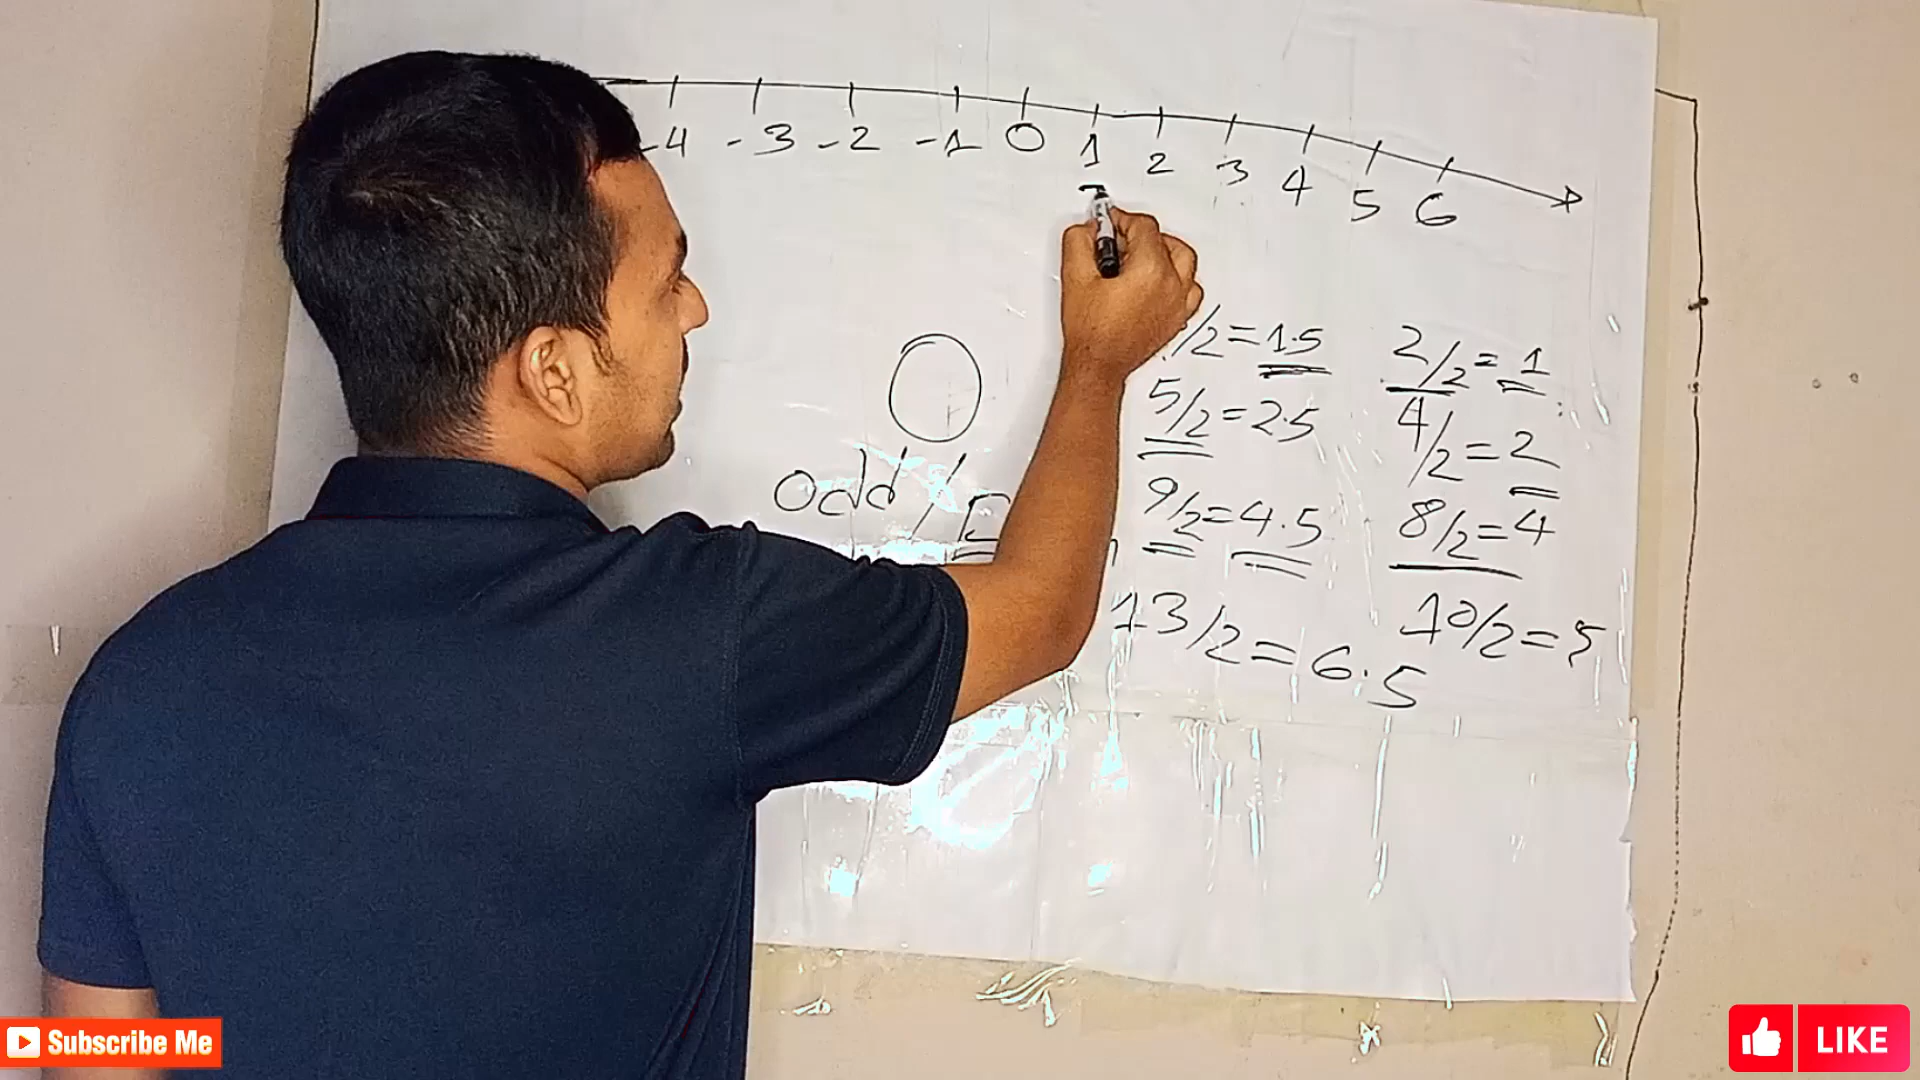 -4 -3 -2 -1 0 1 2 3 4 5 6
/2=1.5
5/2=2.5
9/2=4.5
13/2=6.5
2/2=1
4/2=2
8/2=4
10/2=5
0
odd/E
Subscribe Me
LIKE